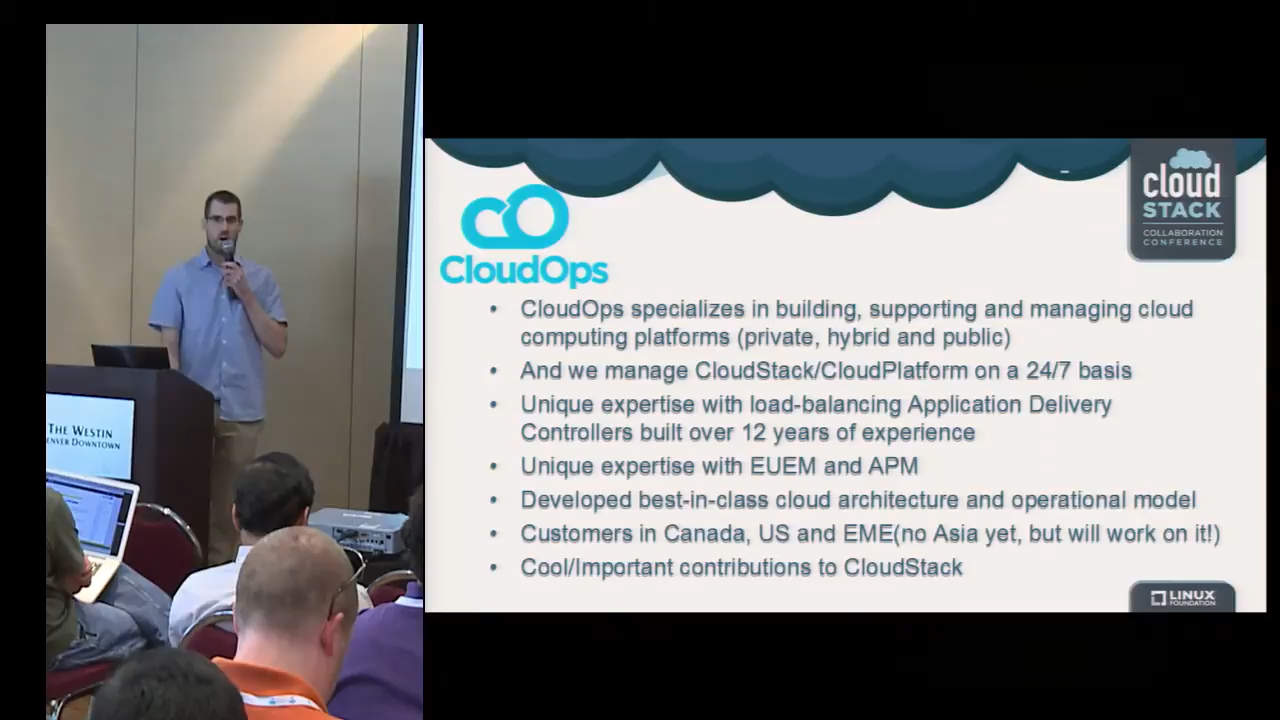 THE WESTIN
DENVER DOWNTOWN
CloudOps
cloud
STACK
COLLABORATION
CONFERENCE
• CloudOps specializes in building, supporting and managing cloud
computing platforms (private, hybrid and public)
• And we manage CloudStack/CloudPlatform on a 24/7 basis
• Unique expertise with load-balancing Application Delivery
Controllers built over 12 years of experience
• Unique expertise with EUEM and APM
• Developed best-in-class cloud architecture and operational model
• Customers in Canada, US and EME(no Asia yet, but will work on it!)
• Cool/Important contributions to CloudStack
LINUX
FOUNDATION